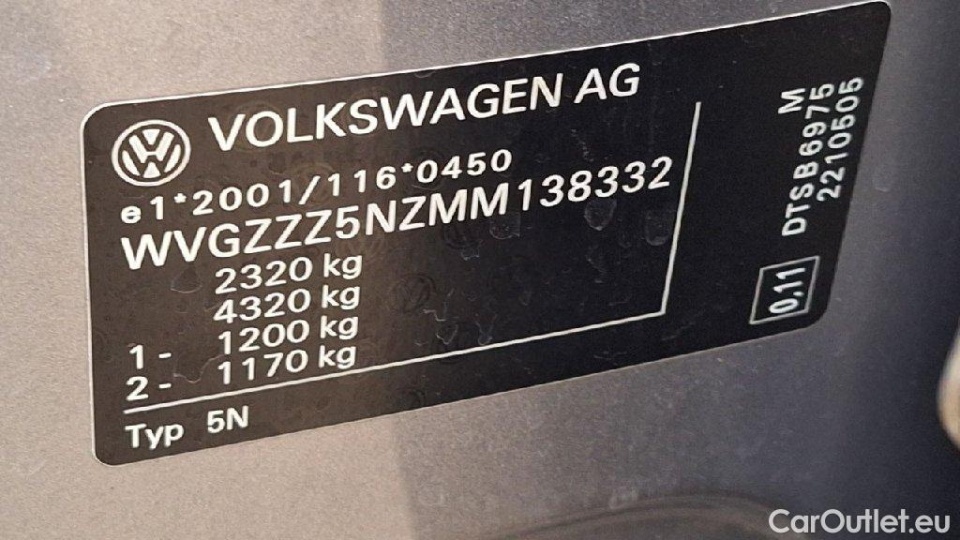 VOLKSWAGEN AG
e1*2001/116*0450
WVGZZZ5NZMM138332
2320 kg
4320 kg
1 - 1200 kg
2 - 1170 kg
Typ 5N
M
DTSB6975
2210505
0,11
CarOutlet.eu